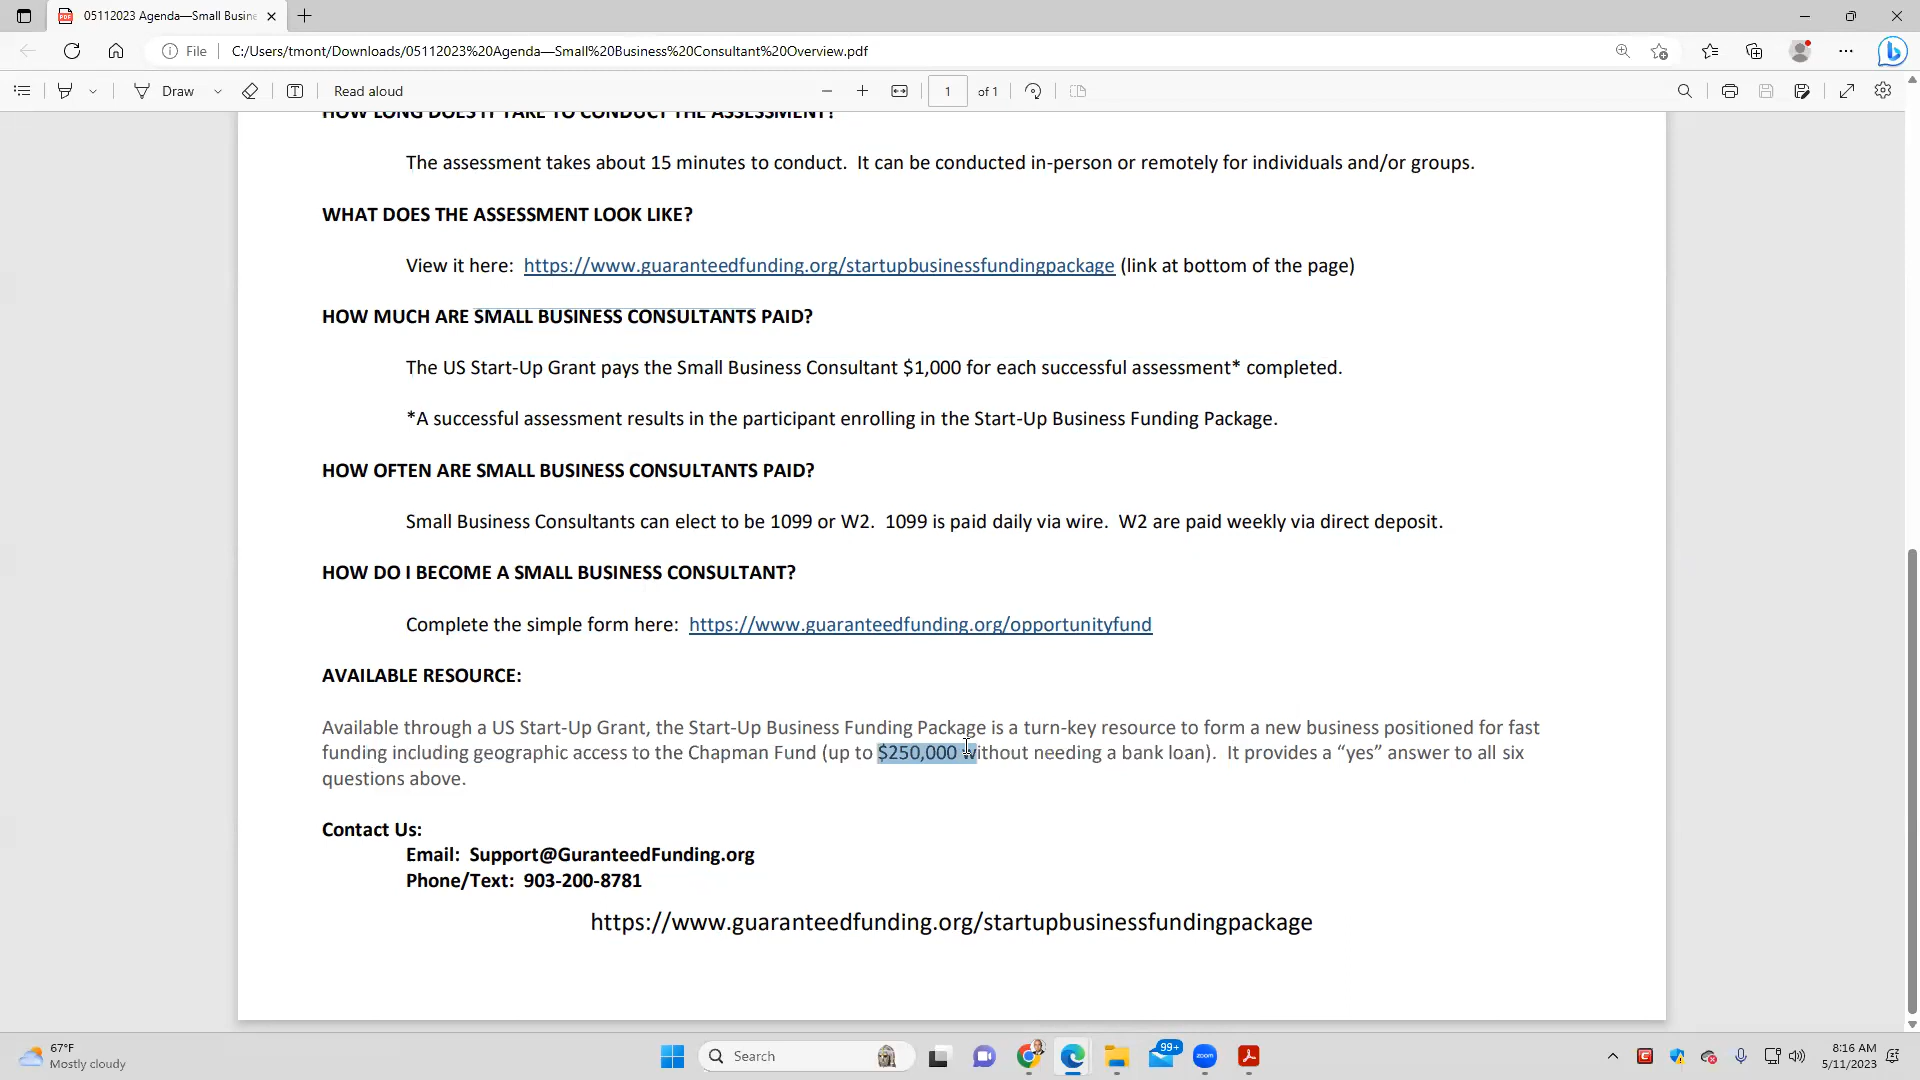 05112023 Agenda—Small Busine
File
C:/Users/tmont/Downloads/05112023%20Agenda—Small%20Business%20Consultant%20Overview.pdf
Draw
Read aloud
1
of 1
HOW LONG DOES IT TAKE TO CONDUCT THE ASSESSMENT?
The assessment takes about 15 minutes to conduct.  It can be conducted in-person or remotely for individuals and/or groups.
WHAT DOES THE ASSESSMENT LOOK LIKE?
View it here:  https://www.guaranteedfunding.org/startupbusinessfundingpackage (link at bottom of the page)
HOW MUCH ARE SMALL BUSINESS CONSULTANTS PAID?
The US Start-Up Grant pays the Small Business Consultant $1,000 for each successful assessment* completed.
*A successful assessment results in the participant enrolling in the Start-Up Business Funding Package.
HOW OFTEN ARE SMALL BUSINESS CONSULTANTS PAID?
Small Business Consultants can elect to be 1099 or W2.  1099 is paid daily via wire.  W2 are paid weekly via direct deposit.
HOW DO I BECOME A SMALL BUSINESS CONSULTANT?
Complete the simple form here:  https://www.guaranteedfunding.org/opportunityfund
AVAILABLE RESOURCE:
Available through a US Start-Up Grant, the Start-Up Business Funding Package is a turn-key resource to form a new business positioned for fast
funding including geographic access to the Chapman Fund (up to $250,000 without needing a bank loan).  It provides a “yes” answer to all six
questions above.
Contact Us:
Email:  Support@GuranteedFunding.org
Phone/Text:  903-200-8781
https://www.guaranteedfunding.org/startupbusinessfundingpackage
67°F
Mostly cloudy
Search
99+
zoom
8:16 AM
5/11/2023